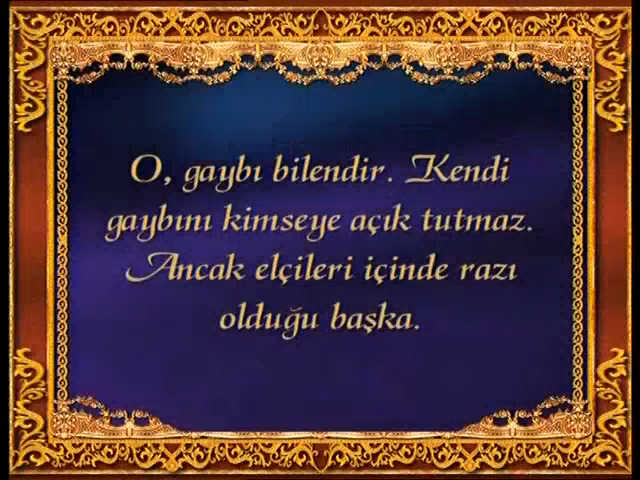 O, gaybı bilendir. Kendi
gaybını kimseye açık tutmaz.
Ancak elçileri içinde razı
olduğu başka.